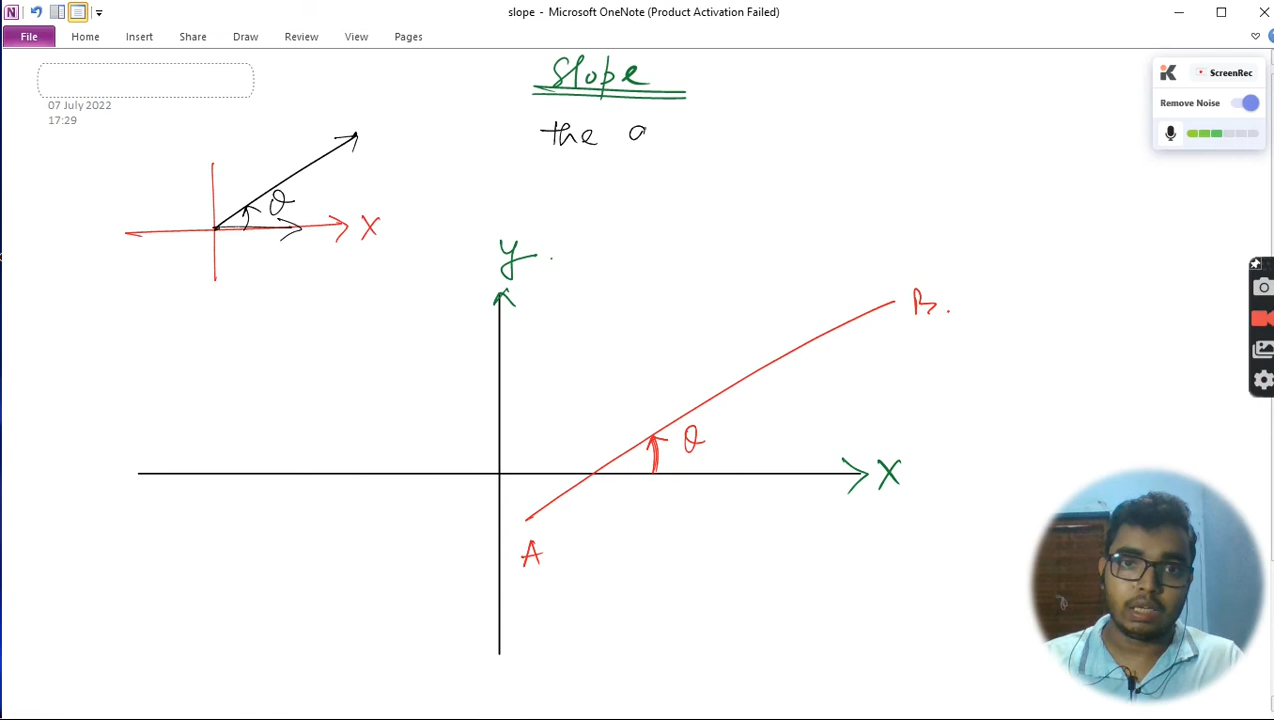 slope - Microsoft OneNote (Product Activation Failed)
File Home Insert Share Draw Review View Pages
ScreenRec
Remove Noise
07 July 2022
17:29
Slope
the a
θ
X
y
B.
θ
X
A